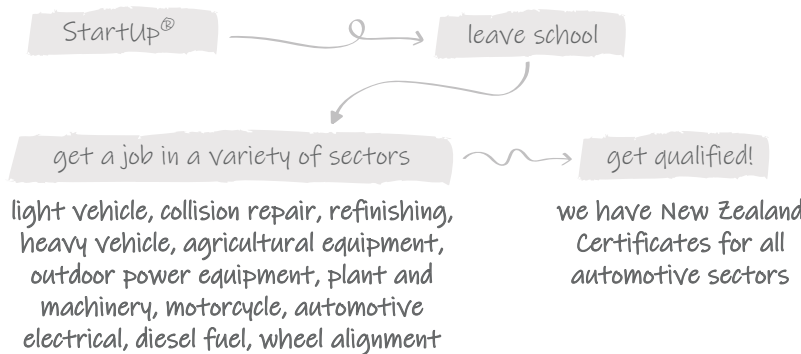 StartUp®
leave school
get a job in a variety of sectors
light vehicle, collision repair, refinishing,
heavy vehicle, agricultural equipment,
outdoor power equipment, plant and
machinery, motorcycle, automotive
electrical, diesel fuel, wheel alignment
get qualified!
we have New Zealand
Certificates for all
automotive sectors